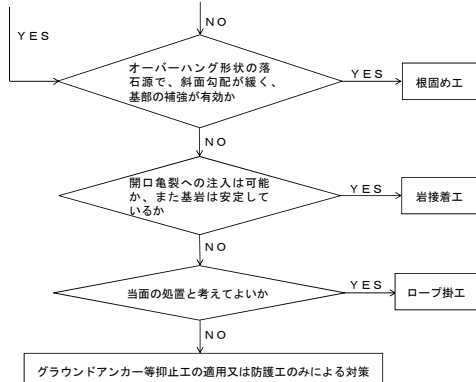 NO
YES
オーバーハング形状の落
石源で、斜面勾配が緩く、
基部の補強が有効か
YES
根固め工
NO
開口亀裂への注入は可能
か、また基岩は安定して
いるか
YES
岩接着工
NO
当面の処置と考えてよいか
YES
ロープ掛工
NO
グラウンドアンカー等抑止工の適用又は防護工のみによる対策